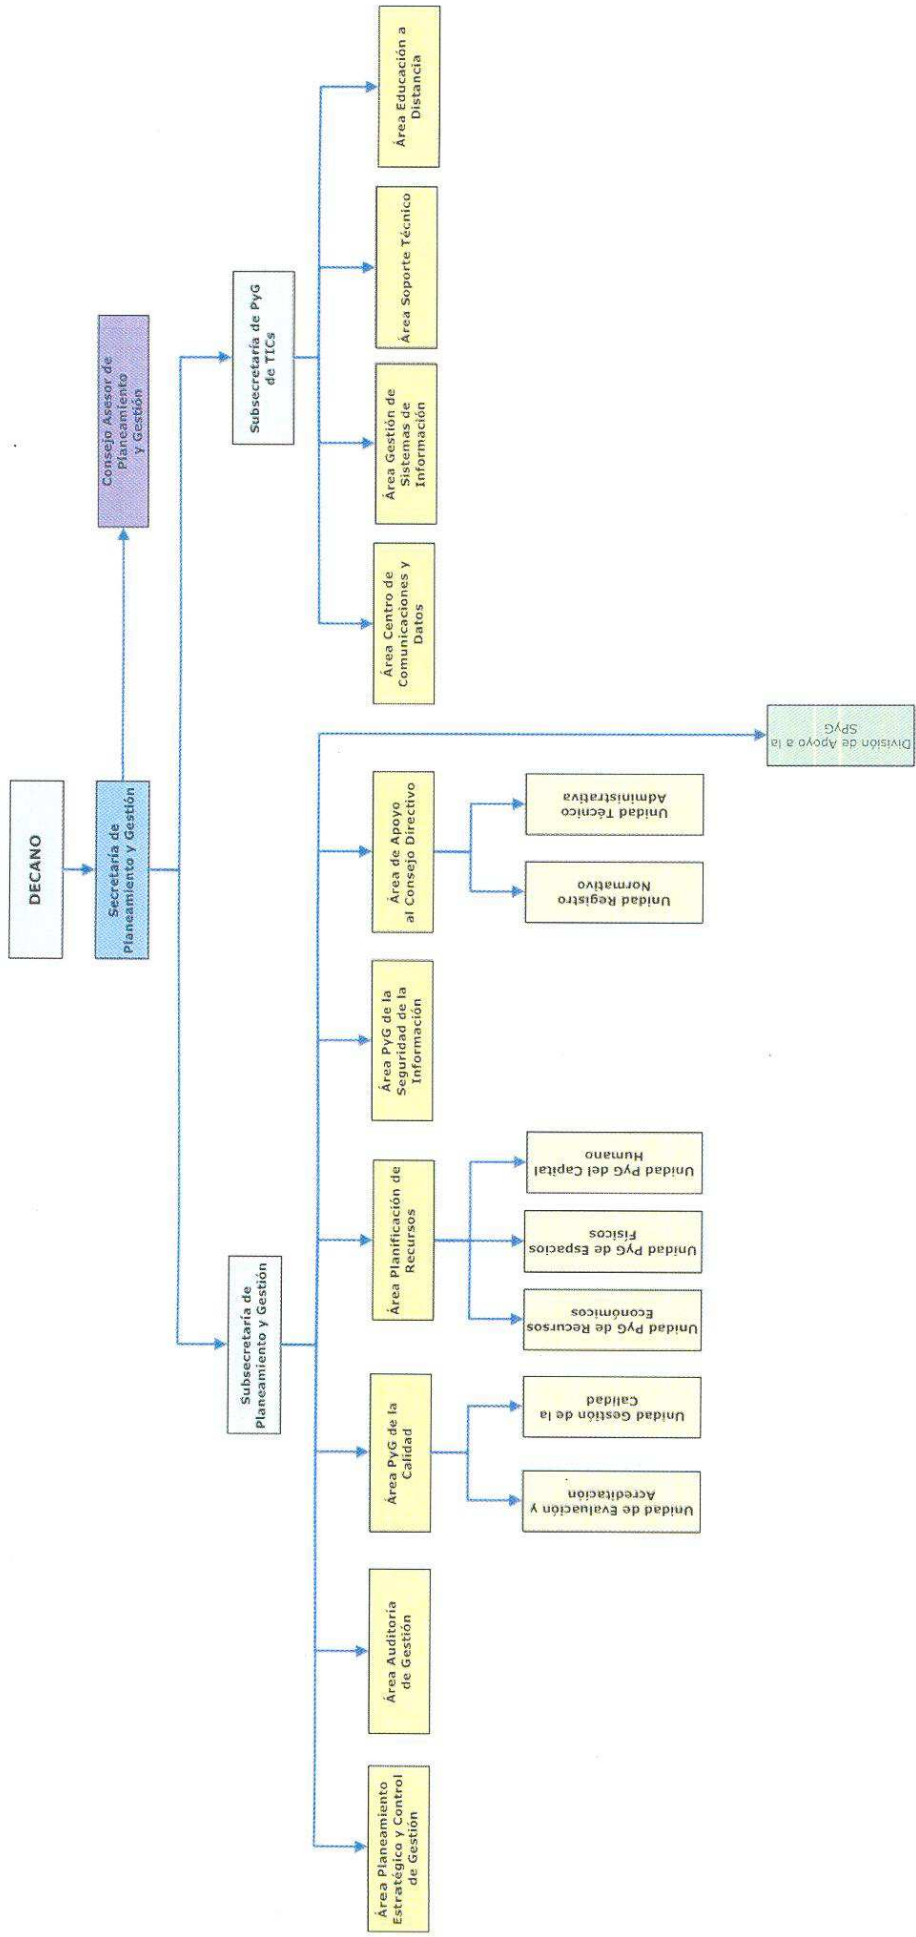 DECANO
Secretaría de
Planeamiento y Gestión
Consejo Asesor de
Planeamiento
y Gestión
Subsecretaría de
Planeamiento y Gestión
Subsecretaría de PyG
de TICs
Área Planeamiento
Estratégico y Control
de Gestión
Área Auditoría
de Gestión
Área PyG de la
Calidad
Área Planificación de
Recursos
Área PyG de la
Seguridad de la
Información
Área de Apoyo
al Consejo Directivo
Área Centro de
Comunicaciones y
Datos
Área Gestión de
Sistemas de
Información
Área Soporte Técnico
Área Educación a
Distancia
Unidad de Evaluación y
Acreditación
Unidad Gestión de la
Calidad
Unidad PyG de Recursos
Económicos
Unidad PyG de Espacios
Físicos
Unidad PyG del Capital
Humano
Unidad Registro
Normativo
Unidad Técnico
Administrativa
División de Apoyo a la
SPyG